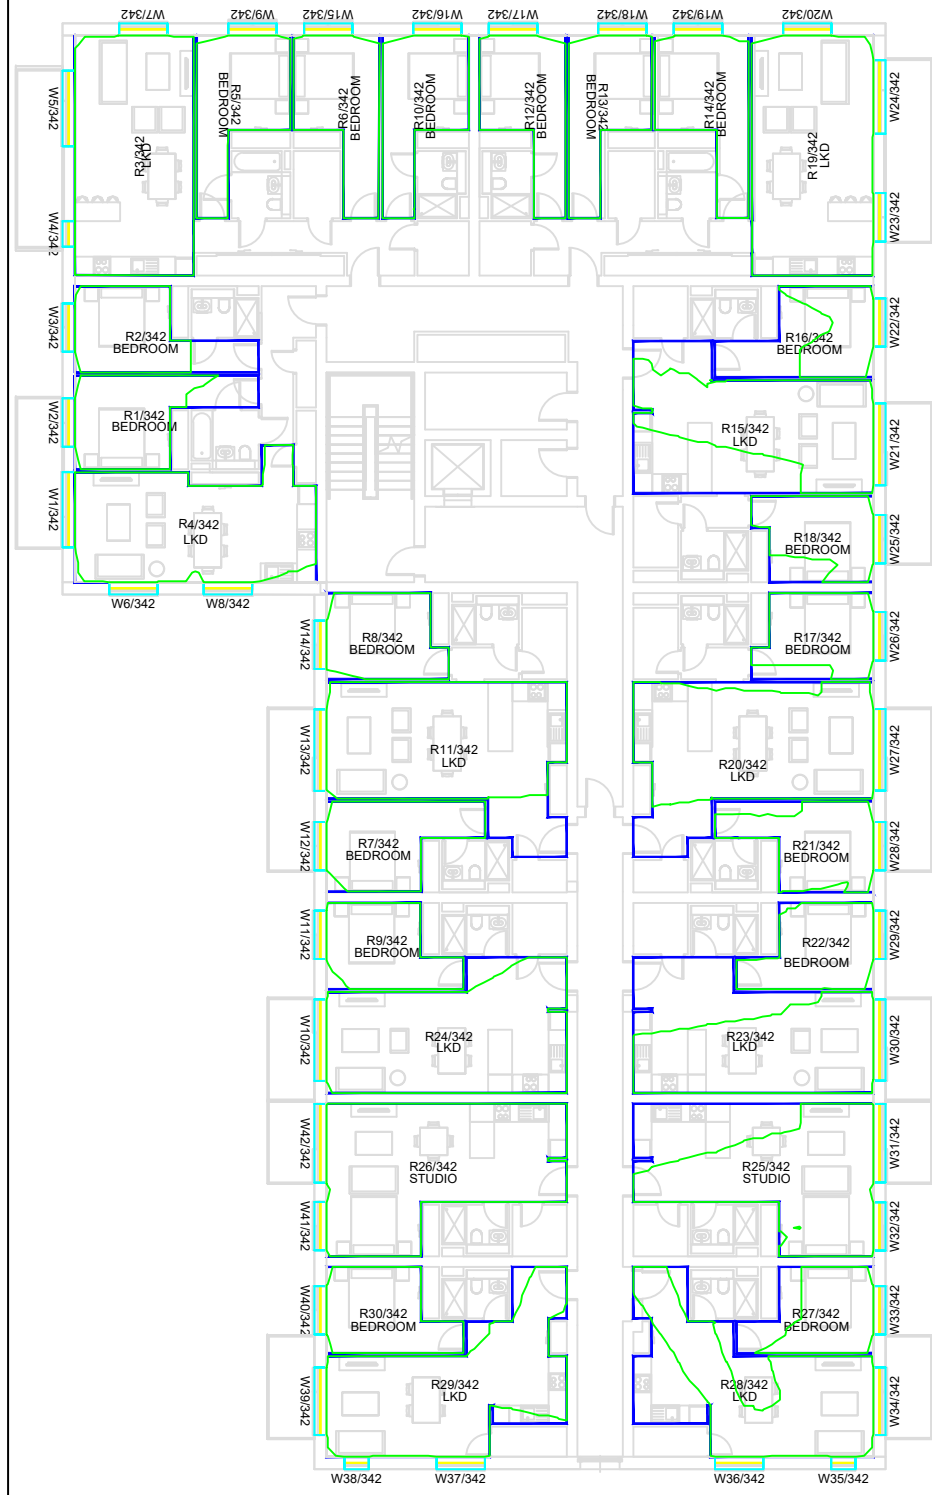 W7/342
W9/342
W15/342
W16/342
W17/342
W18/342
W19/342
W20/342
W5/342
W24/342
R3/342
LKD
R5/342
BEDROOM
R6/342
BEDROOM
R10/342
BEDROOM
R12/342
BEDROOM
R13/342
BEDROOM
R14/342
BEDROOM
R19/342
LKD
W4/342
W23/342
W3/342
R2/342
BEDROOM
R16/342
BEDROOM
W22/342
W2/342
R1/342
BEDROOM
R15/342
LKD
W21/342
W1/342
R4/342
LKD
R18/342
BEDROOM
W25/342
W6/342
W8/342
W14/342
R8/342
BEDROOM
R17/342
BEDROOM
W26/342
W13/342
R11/342
LKD
R20/342
LKD
W27/342
W12/342
R7/342
BEDROOM
R21/342
BEDROOM
W28/342
W11/342
R9/342
BEDROOM
R22/342
BEDROOM
W29/342
W10/342
R24/342
LKD
R23/342
LKD
W30/342
W42/342
R26/342
STUDIO
R25/342
STUDIO
W31/342
W41/342
W32/342
W40/342
R30/342
BEDROOM
R27/342
BEDROOM
W33/342
W39/342
R29/342
LKD
R28/342
LKD
W34/342
W38/342
W37/342
W36/342
W35/342